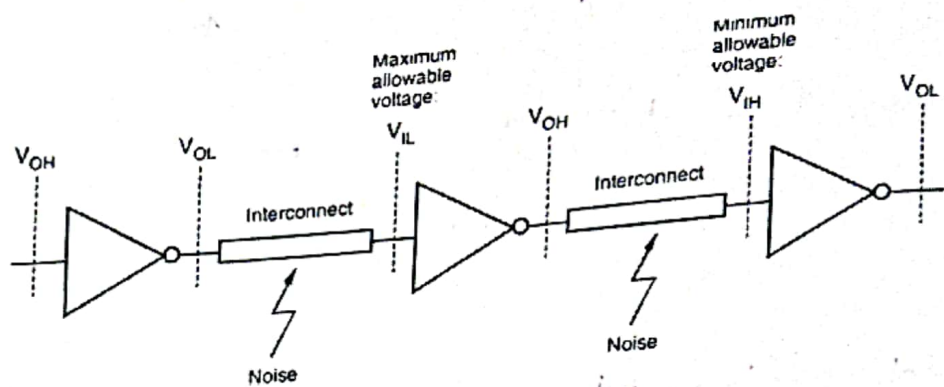 Maximum
allowable
voltage:
Minimum
allowable
voltage:
V_OH
V_OL
V_IL
V_OH
V_IH
V_OL
Interconnect
Interconnect
Noise
Noise